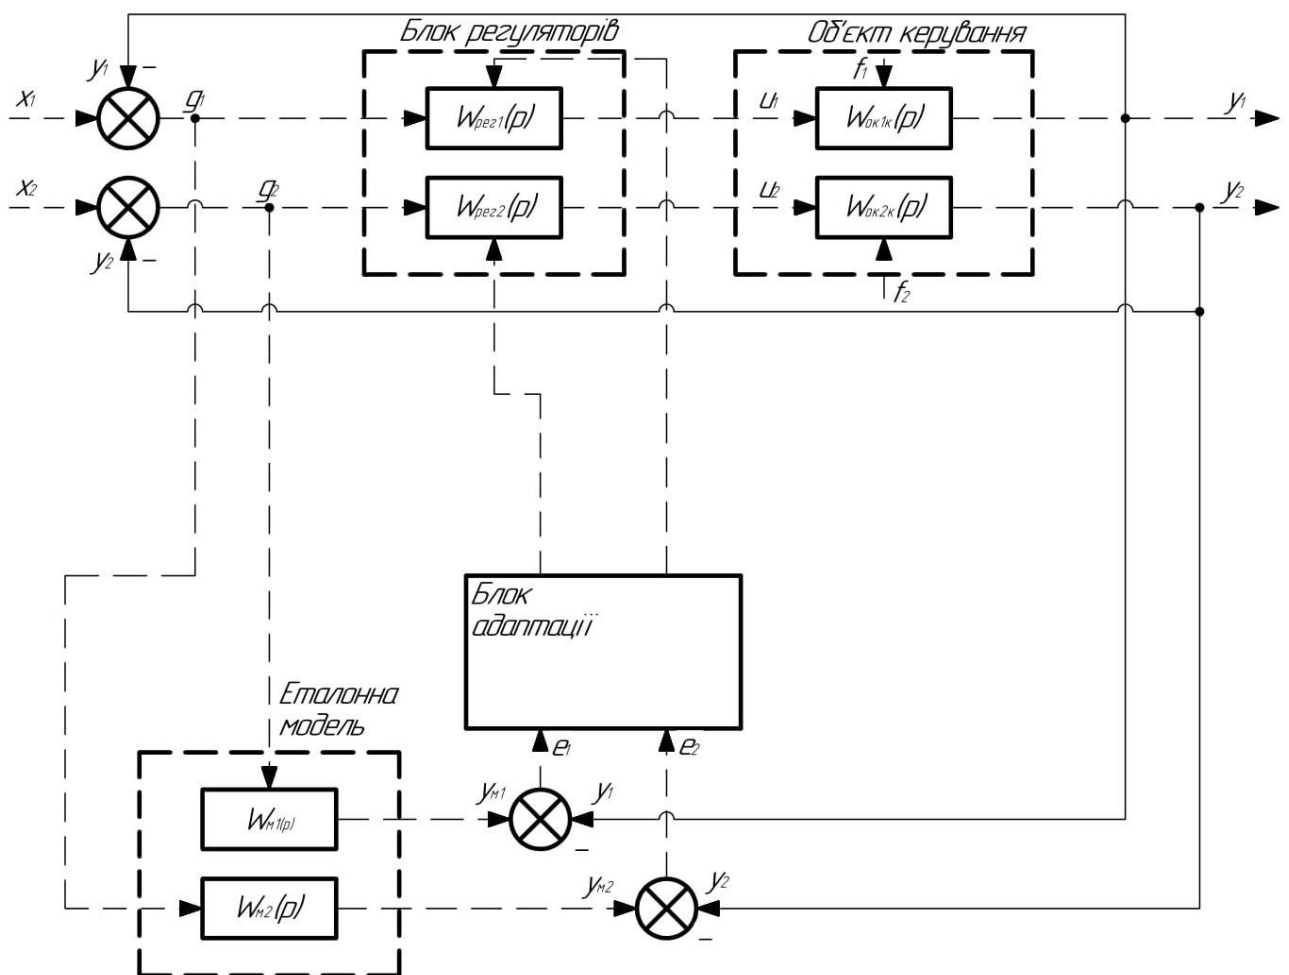 Блок регуляторів
Об'єкт керування
y₁
–
f₁
x₁
g₁
Wрег1(p)
u₁
Wок1к(p)
y₁
x₂
g₂
Wрег2(p)
u₂
Wок2к(p)
y₂
y₂
–
f₂
Блок
адаптації
Еталонна
модель
e₁
e₂
yм1
y₁
Wм1(p)
–
yм2
y₂
Wм2(p)
–